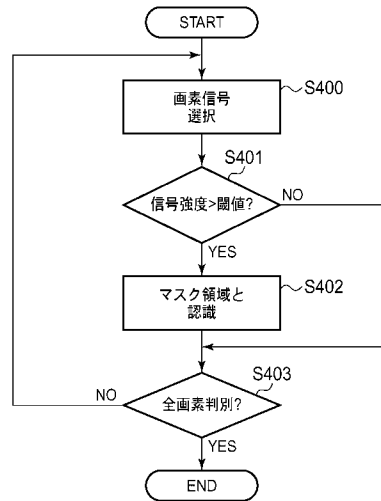 START
画素信号
選択
S400
S401
信号強度>閾値?
NO
YES
マスク領域と
認識
S402
S403
全画素判別?
NO
YES
END